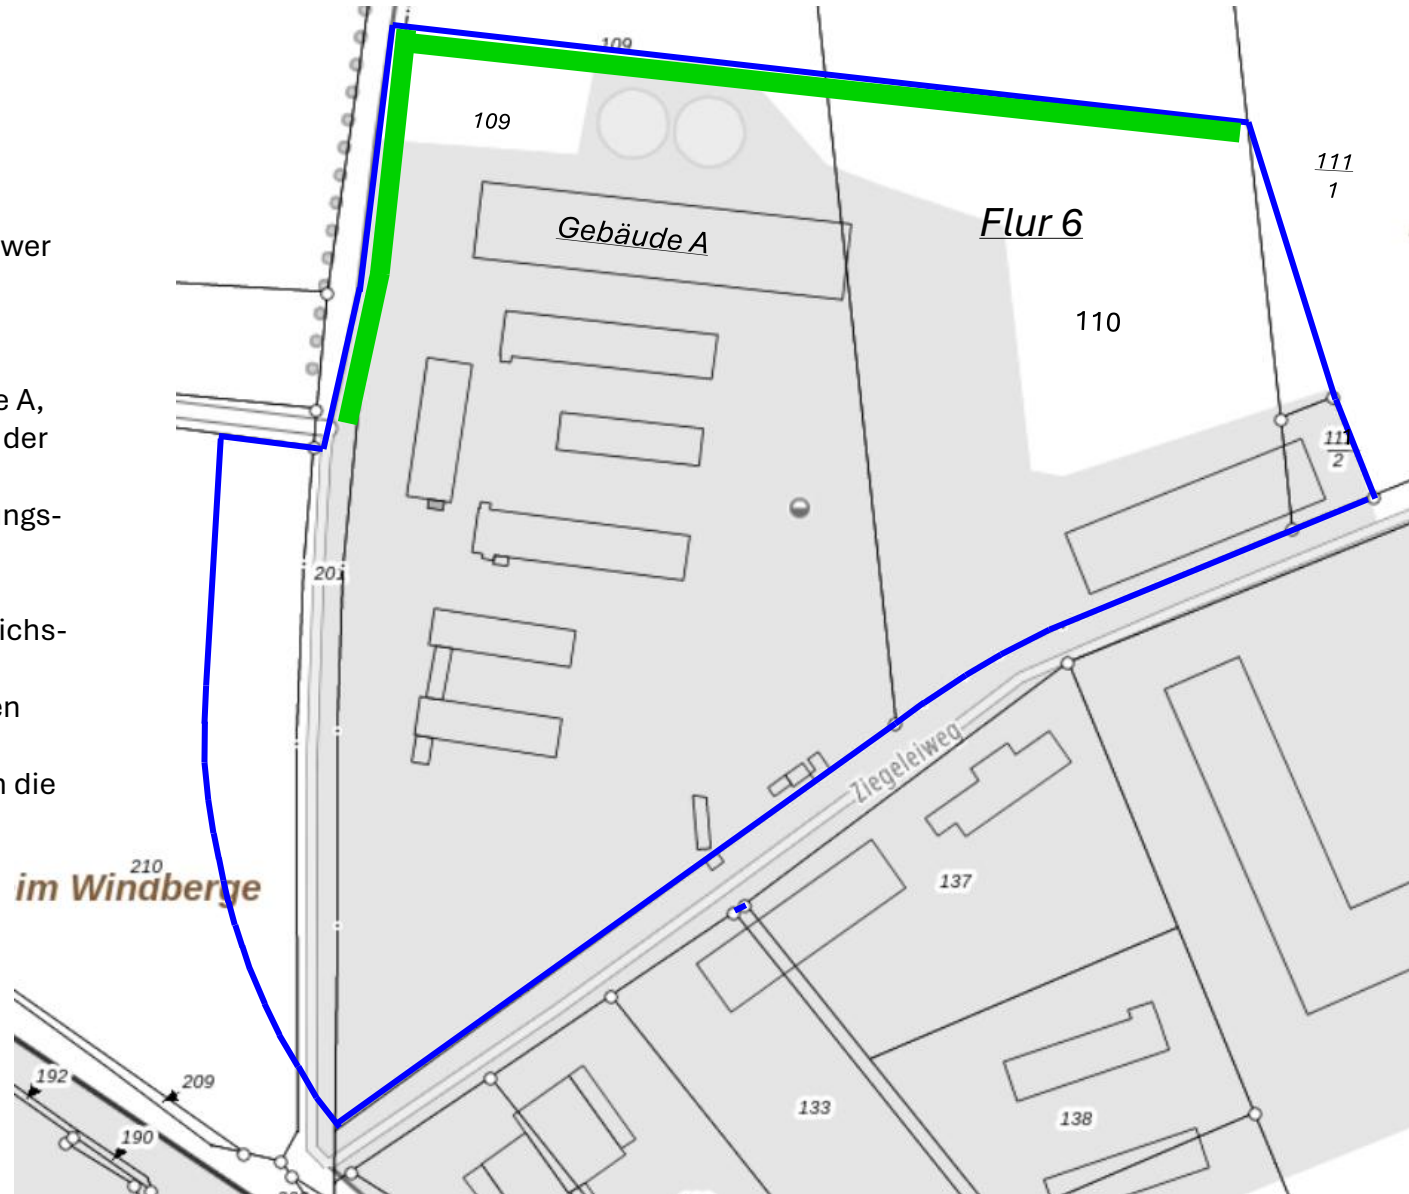 wer
e A,
der
ngs-
ichs-
en
n die
109
109
111
1
Gebäude A
Flur 6
110
111
2
201
Ziegeleiweg
210
im Windberge
137
192
209
190
133
138